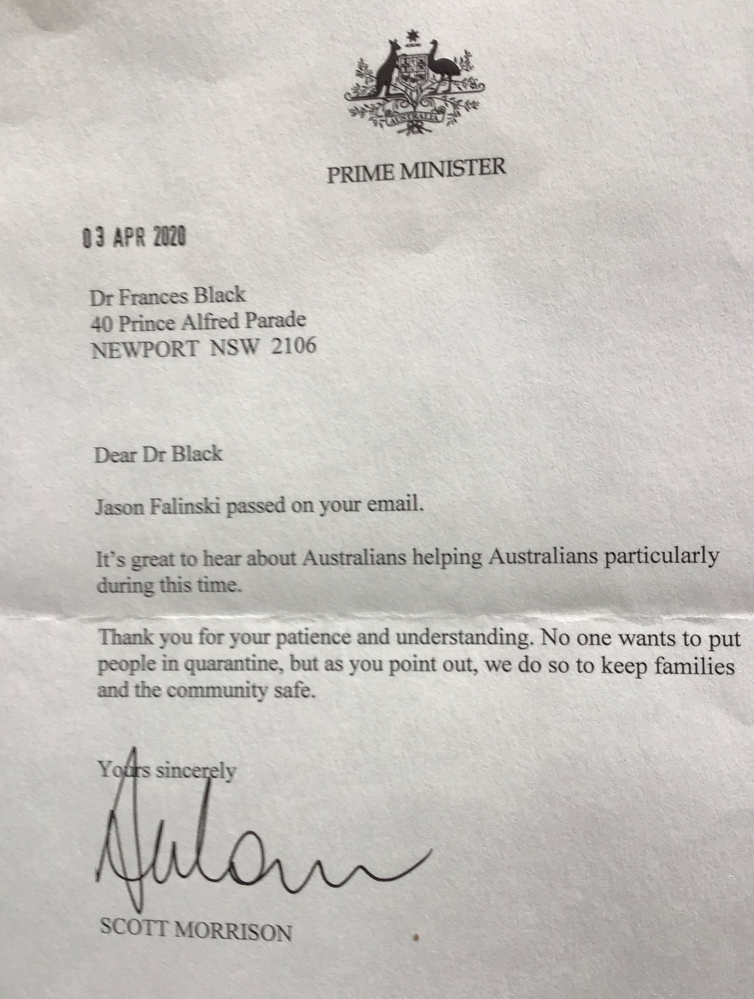 AUSTRALIA
PRIME MINISTER
03 APR 2020
Dr Frances Black
40 Prince Alfred Parade
NEWPORT NSW 2106
Dear Dr Black
Jason Falinski passed on your email.
It's great to hear about Australians helping Australians particularly
during this time.
Thank you for your patience and understanding. No one wants to put
people in quarantine, but as you point out, we do so to keep families
and the community safe.
Yours sincerely
SCOTT MORRISON